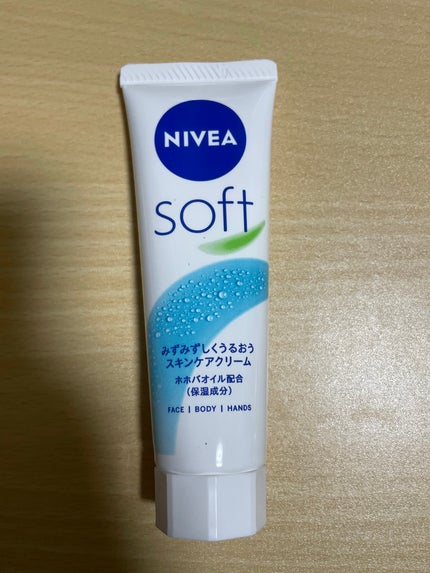 NIVEA
soft
みずみずしくうるおう
スキンケアクリーム
ホホバオイル配合
（保湿成分）
FACE | BODY | HANDS